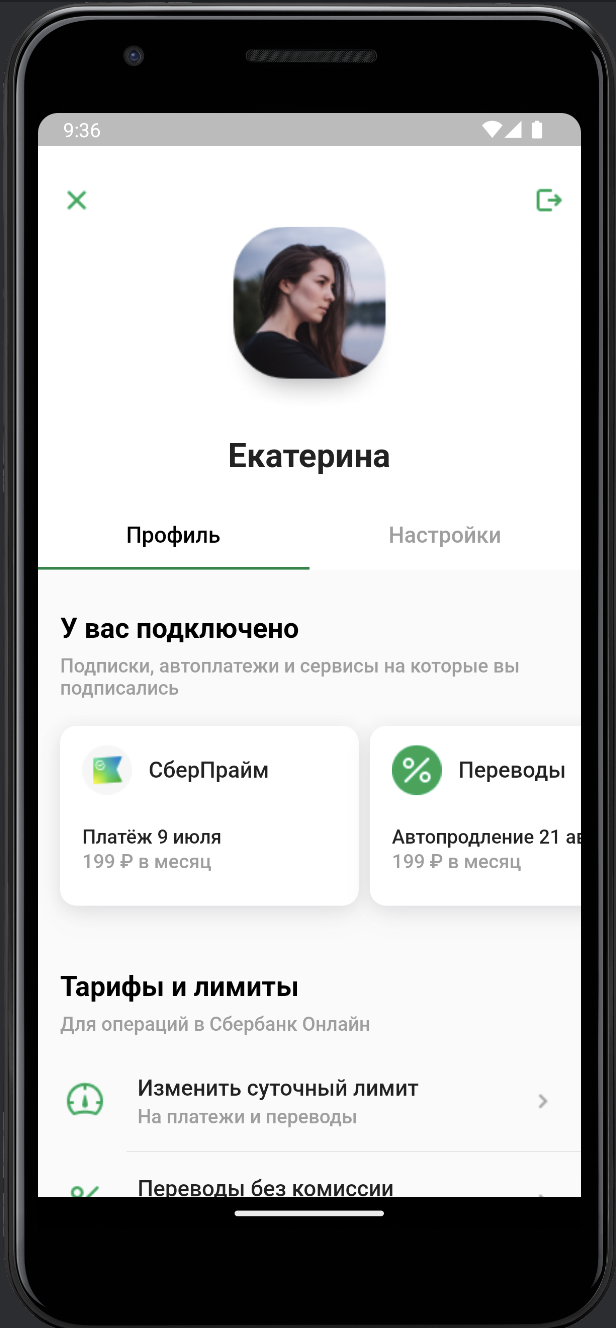 9:36
Екатерина
Профиль
Настройки
У вас подключено
Подписки, автоплатежи и сервисы на которые вы
подписались
СберПрайм
Переводы
Платёж 9 июля
Автопродление 21 ав
199 ₽ в месяц
199 ₽ в месяц
Тарифы и лимиты
Для операций в Сбербанк Онлайн
Изменить суточный лимит
На платежи и переводы
Переводы без комиссии